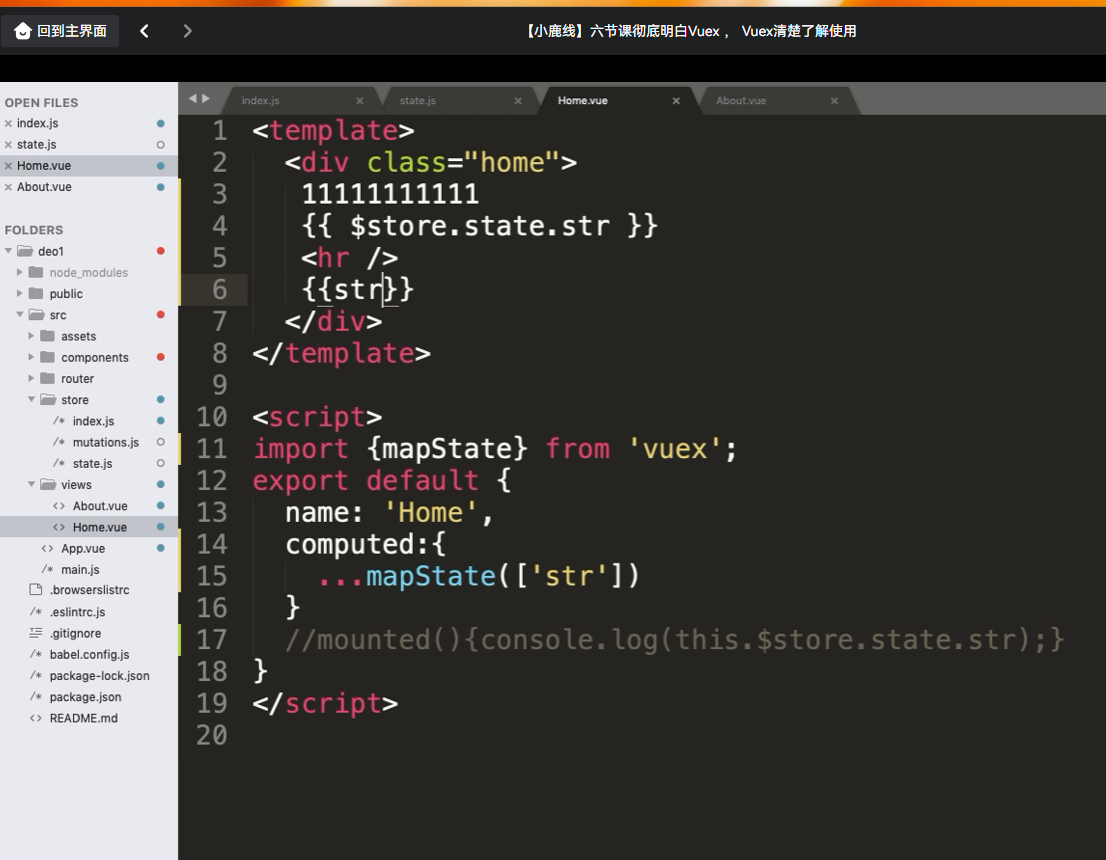 回到主界面
【小鹿线】六节课彻底明白Vuex ， Vuex清楚了解使用
OPEN FILES
index.js
state.js
Home.vue
About.vue
FOLDERS
deo1
node_modules
public
src
assets
components
router
store
/* index.js
/* mutations.js
/* state.js
views
<> About.vue
<> Home.vue
<> App.vue
/* main.js
.browserslistrc
/* .eslintrc.js
.gitignore
/* babel.config.js
/* package-lock.json
/* package.json
<> README.md
index.js
state.js
Home.vue
About.vue
1 <template>
2 <div class="home">
3 11111111111
4 {{ $store.state.str }}
5 <hr />
6 {{str}}
7 </div>
8 </template>
9
10 <script>
11 import {mapState} from 'vuex';
12 export default {
13 name: 'Home',
14 computed:{
15 ...mapState(['str'])
16 }
17 //mounted(){console.log(this.$store.state.str);}
18 }
19 </script>
20